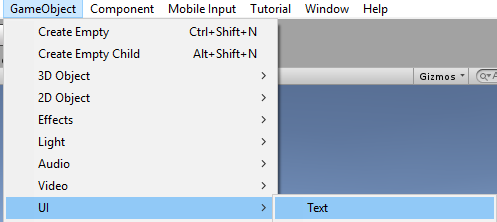 GameObject Component Mobile Input Tutorial Window Help
Create Empty Ctrl+Shift+N
Create Empty Child Alt+Shift+N
3D Object
Gizmos
2D Object
Effects
Light
Audio
Video
UI Text